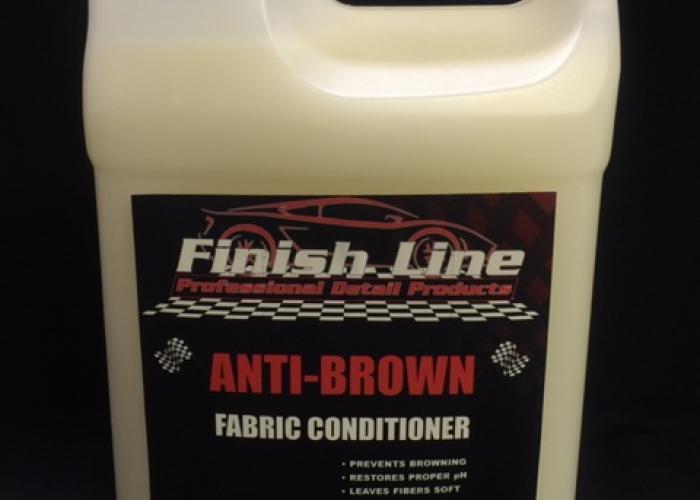 Finish Line
Professional Detail Products
ANTI-BROWN
FABRIC CONDITIONER
• PREVENTS BROWNING
• RESTORES PROPER pH
• LEAVES FIBERS SOFT